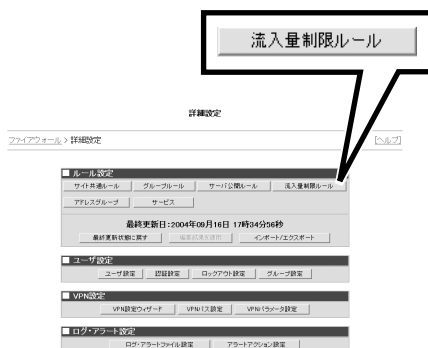 流入量制限ルール
詳細設定
ファイアウォール > 詳細設定 [ヘルプ]
■ ルール設定
サイト共通ルール グループルール サーバ公開ルール 流入量制限ルール
アドレスグループ サービス
最終更新日:2004年09月16日 17時34分56秒
最新更新状態に戻す 編集結果を適用 インポート/エクスポート
■ ユーザ設定
ユーザ設定 認証設定 ロックアウト設定 グループ設定
■ VPN設定
VPN設定ウィザード VPNパス設定 VPNパラメータ設定
■ ログ・アラート設定
ログ・アラートファイル設定 アラートアクション設定